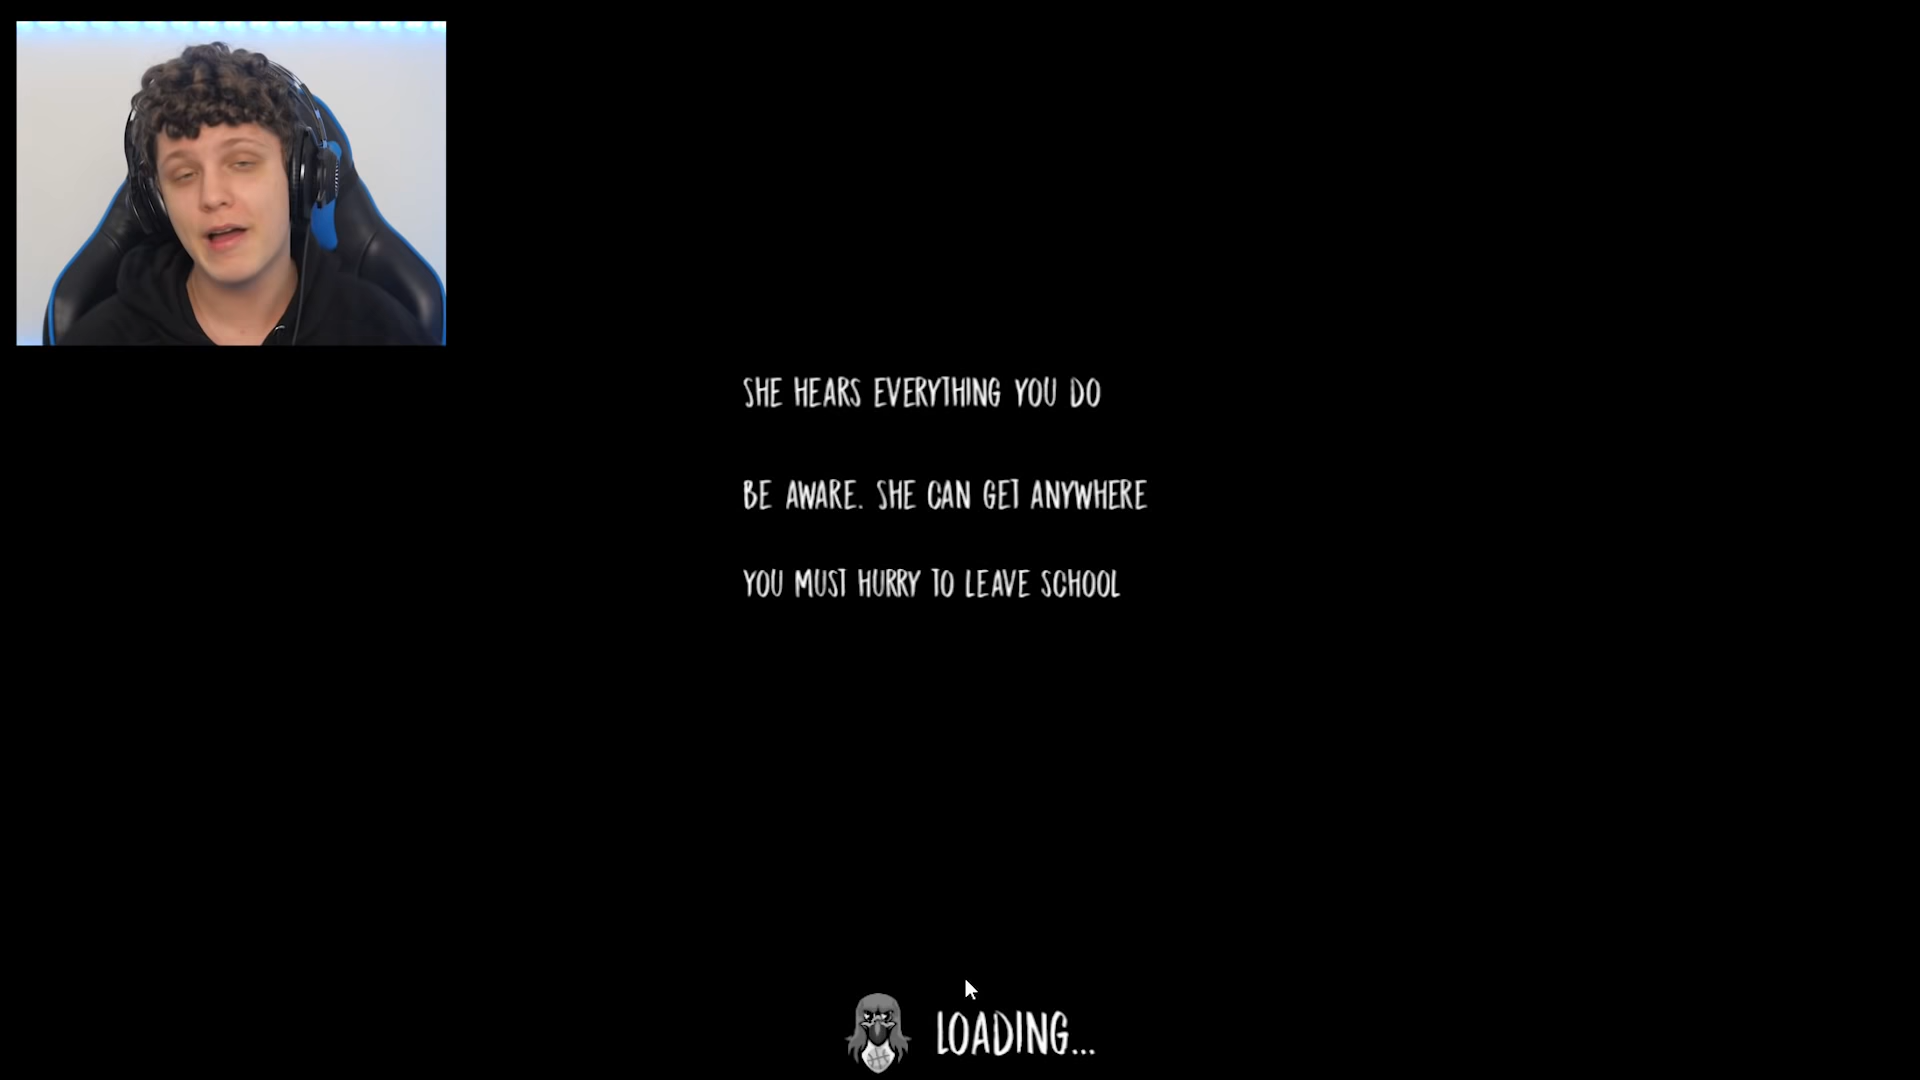 SHE HEARS EVERYTHING YOU DO
BE AWARE. SHE CAN GET ANYWHERE
YOU MUST HURRY TO LEAVE SCHOOL
LOADING...